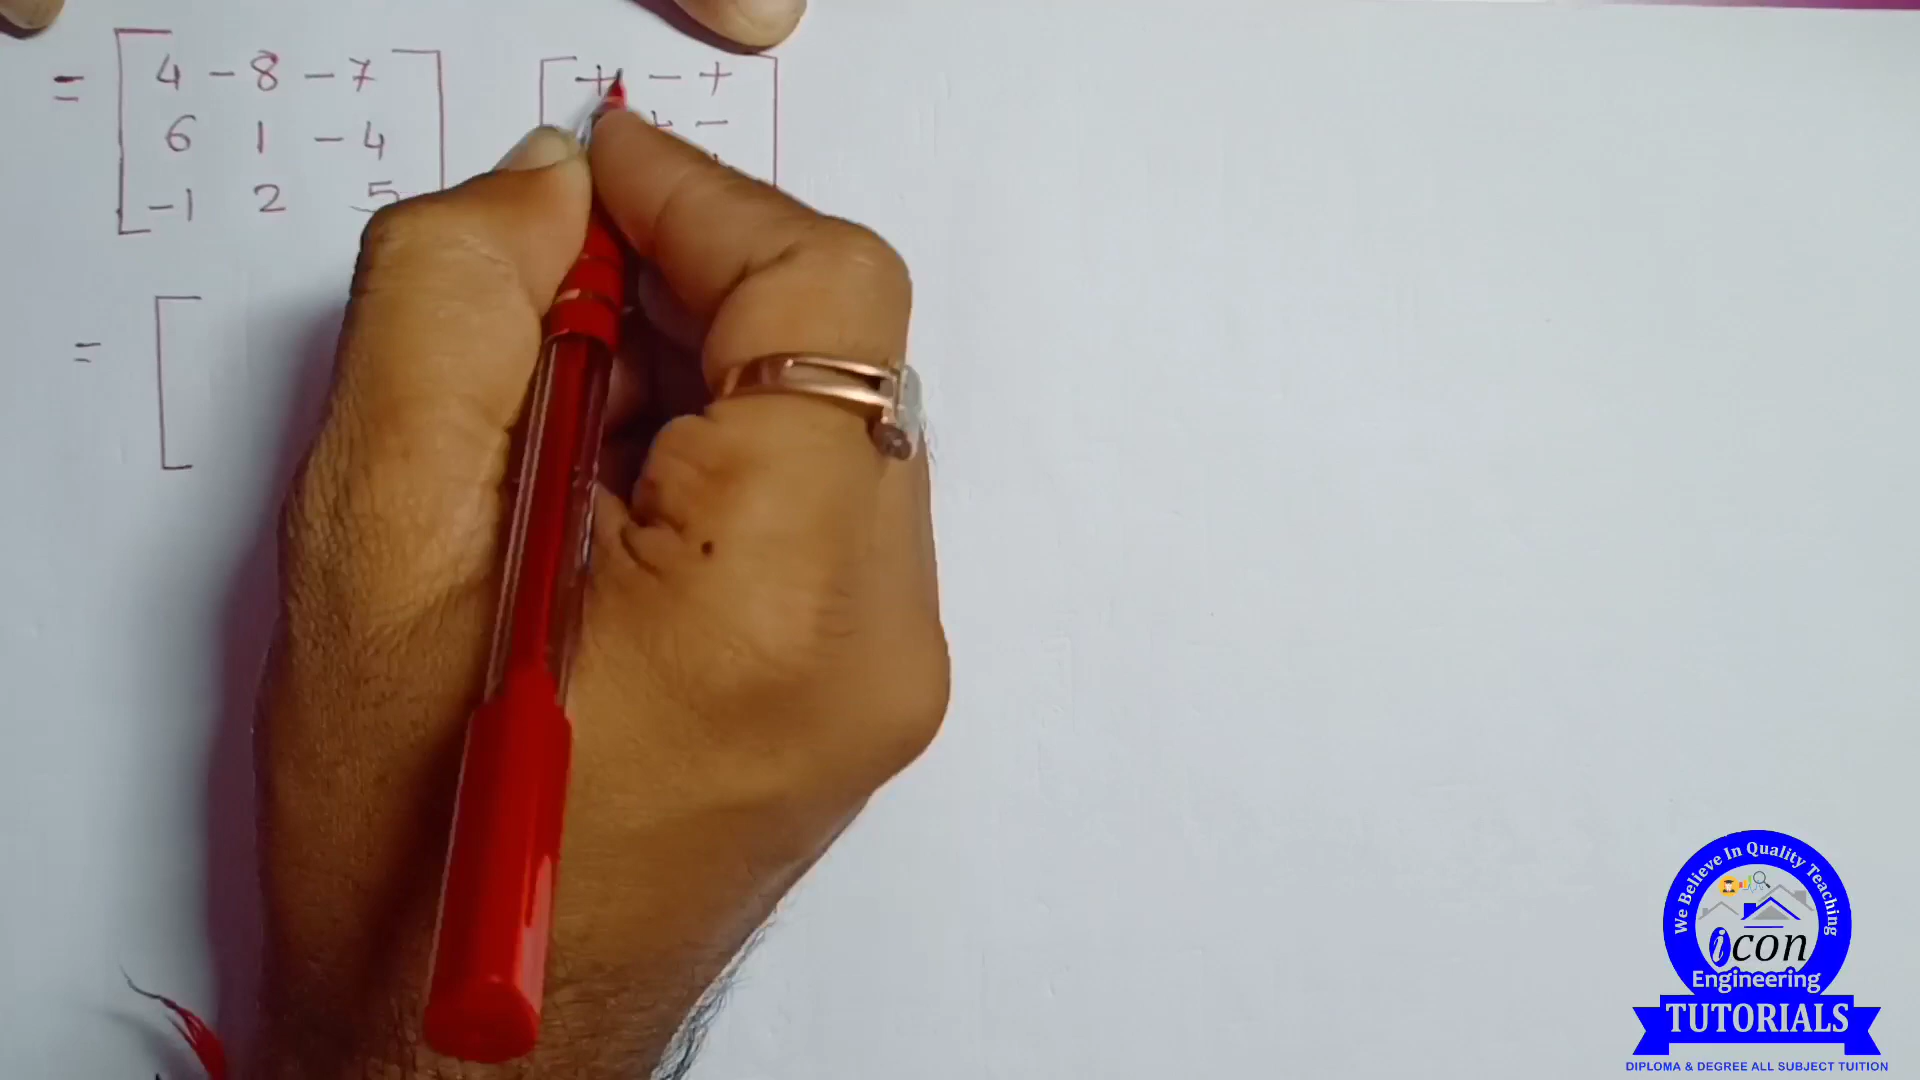 = [ 4 -8 -7 ] [ + - + ]
6 1 -4 + -
-1 2 5
= [
We Believe In Quality Teaching
icon
Engineering
TUTORIALS
DIPLOMA & DEGREE ALL SUBJECT TUITION